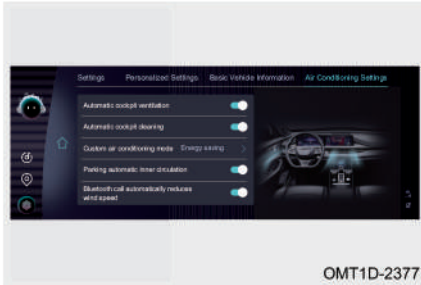 Settings Personalized Settings Basic Vehicle Information Air Conditioning Settings
Automatic cockpit ventilation
Automatic cockpit cleaning
Custom air conditioning mode Energy saving
Parking automatic inner circulation
Bluetooth call automatically reduces
wind speed
OMT1D-2377